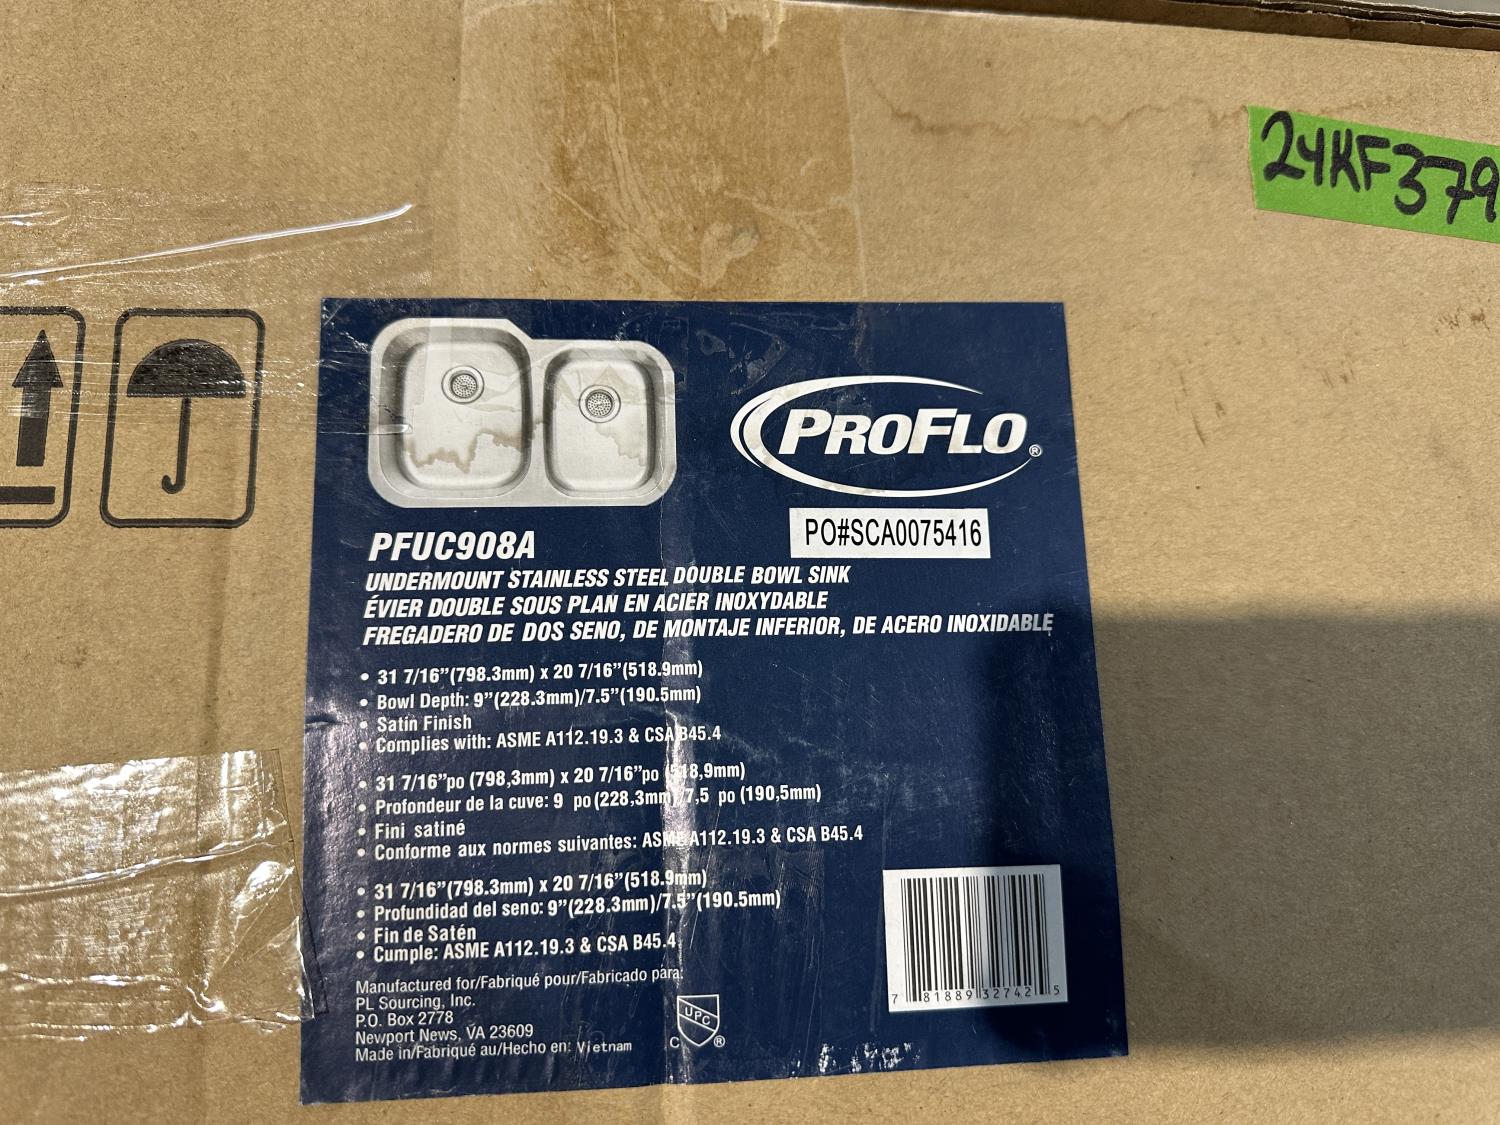 24KF379
PROFLO®
PO#SCA0075416
PFUC908A
UNDERMOUNT STAINLESS STEEL DOUBLE BOWL SINK
ÉVIER DOUBLE SOUS PLAN EN ACIER INOXYDABLE
FREGADERO DE DOS SENO, DE MONTAJE INFERIOR, DE ACERO INOXIDABLE
• 31 7/16”(798.3mm) x 20 7/16”(518.9mm)
• Bowl Depth: 9”(228.3mm)/7.5”(190.5mm)
• Satin Finish
• Complies with: ASME A112.19.3 & CSA B45.4
• 31 7/16”po (798,3mm) x 20 7/16”po (518,9mm)
• Profondeur de la cuve: 9 po (228,3mm)/7,5 po (190,5mm)
• Fini satiné
• Conforme aux normes suivantes: ASME A112.19.3 & CSA B45.4
• 31 7/16”(798.3mm) x 20 7/16”(518.9mm)
• Profundidad del seno: 9”(228.3mm)/7.5”(190.5mm)
• Fin de Satén
• Cumple: ASME A112.19.3 & CSA B45.4
Manufactured for/Fabriqué pour/Fabricado para:
PL Sourcing, Inc.
P.O. Box 2778
Newport News, VA 23609
Made in/Fabriqué au/Hecho en: Vietnam
C UPC ®
7 81889 32742 5